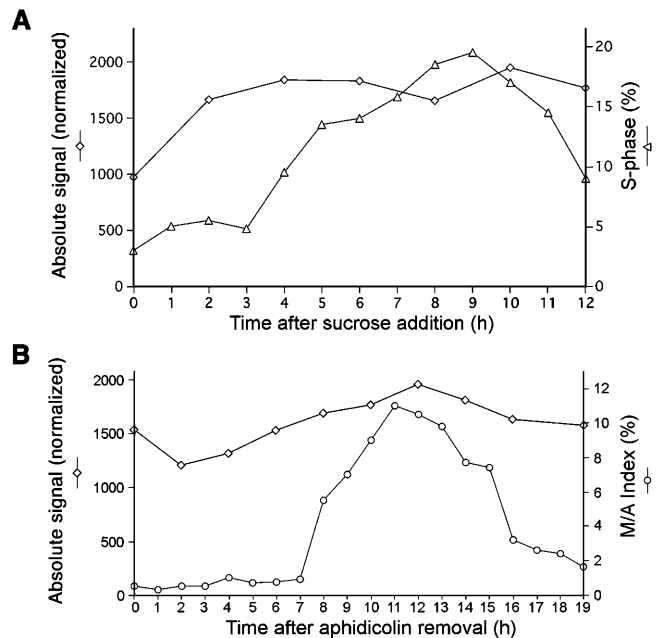 A
Absolute signal (normalized)
2000
1500
1000
500
0
20
15
10
5
0
S-phase (%)
0 1 2 3 4 5 6 7 8 9 10 11 12
Time after sucrose addition (h)
B
Absolute signal (normalized)
2000
1500
1000
500
0
12
10
8
6
4
2
0
M/A Index (%)
0 1 2 3 4 5 6 7 8 9 10 11 12 13 14 15 16 17 18 19
Time after aphidicolin removal (h)